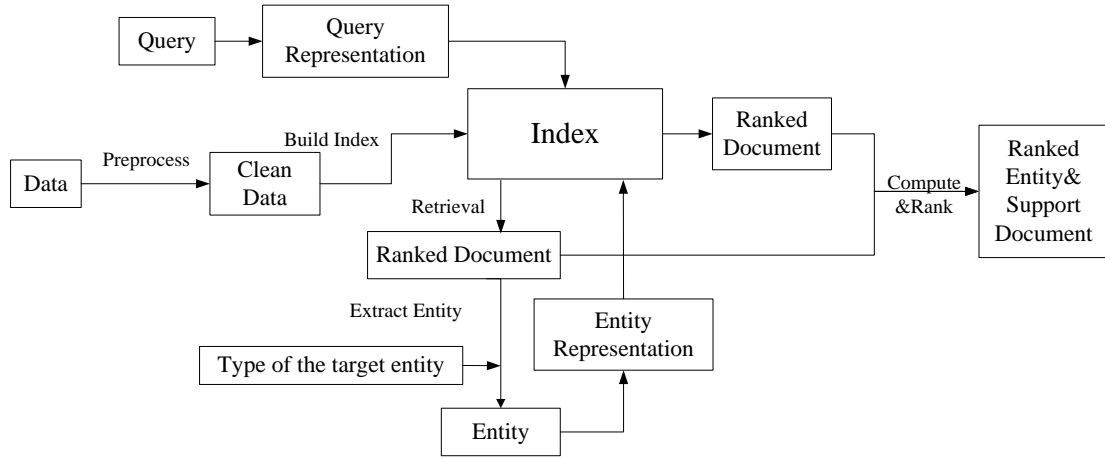 Query
Query
Representation
Index
Ranked
Document
Ranked
Entity&
Support
Document
Build Index
Preprocess
Data
Clean
Data
Compute
&Rank
Retrieval
Ranked Document
Extract Entity
Entity
Representation
Type of the target entity
Entity